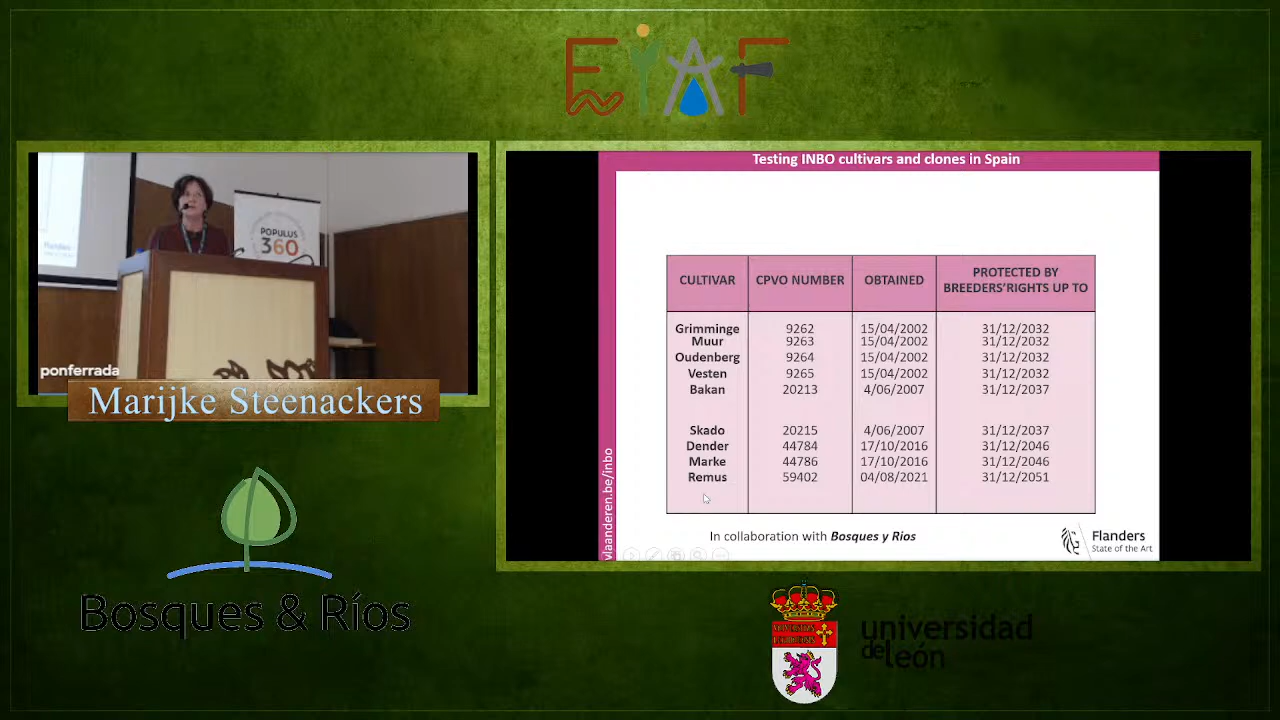 EIAF
POPULUS
360
ponferrada
Marijke Steenackers
Bosques & Ríos
Testing INBO cultivars and clones in Spain
CULTIVAR CPVO NUMBER OBTAINED PROTECTED BY BREEDERS'RIGHTS UP TO
Grimminge 9262 15/04/2002 31/12/2032
Muur 9263 15/04/2002 31/12/2032
Oudenberg 9264 15/04/2002 31/12/2032
Vesten 9265 15/04/2002 31/12/2032
Bakan 20213 4/06/2007 31/12/2037
Skado 20215 4/06/2007 31/12/2037
Dender 44784 17/10/2016 31/12/2046
Marke 44786 17/10/2016 31/12/2046
Remus 59402 04/08/2021 31/12/2051
In collaboration with Bosques y Ríos
vlaanderen.be/inbo
Flanders
State of the Art
universidad
de león